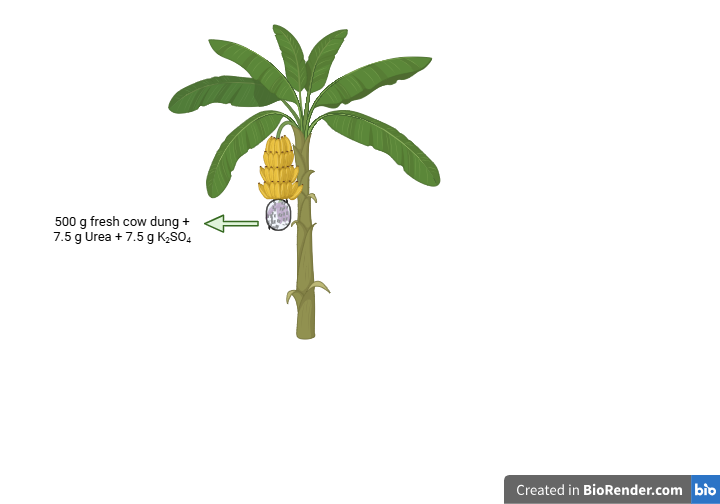 500 g fresh cow dung +
7.5 g Urea + 7.5 g K₂SO₄
Created in BioRender.com bio